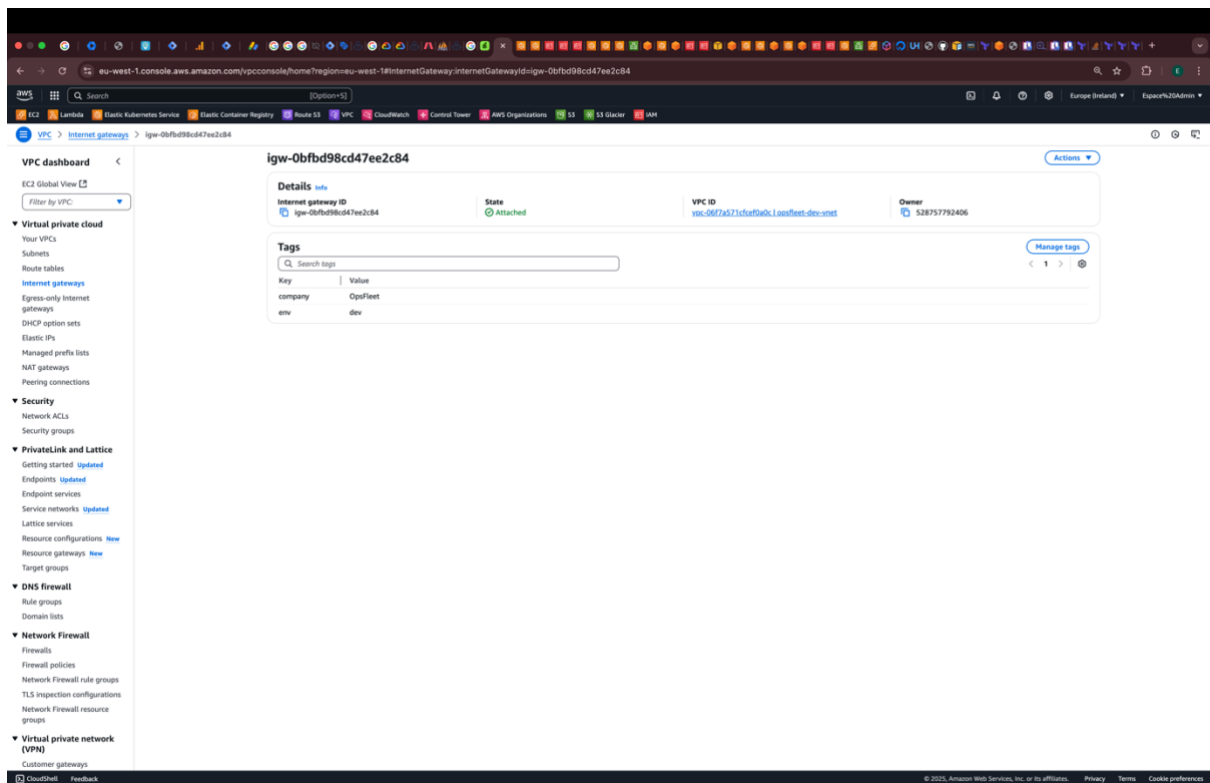 eu-west-1.console.aws.amazon.com/vpcconsole/home?region=eu-west-1#InternetGateway:internetGatewayId=igw-0bfbd98cd47ee2c84
aws Search [Option+S] Europe (Ireland) Espace%20Admin
EC2 Lambda Elastic Kubernetes Service Elastic Container Registry Route 53 VPC CloudWatch Control Tower AWS Organizations S3 S3 Glacier IAM
VPC > Internet gateways > igw-0bfbd98cd47ee2c84
VPC dashboard
EC2 Global View
Filter by VPC:
Virtual private cloud
Your VPCs
Subnets
Route tables
Internet gateways
Egress-only Internet
gateways
DHCP option sets
Elastic IPs
Managed prefix lists
NAT gateways
Peering connections
Security
Network ACLs
Security groups
PrivateLink and Lattice
Getting started Updated
Endpoints Updated
Endpoint services
Service networks Updated
Lattice services
Resource configurations New
Resource gateways New
Target groups
DNS firewall
Rule groups
Domain lists
Network Firewall
Firewalls
Firewall policies
Network Firewall rule groups
TLS inspection configurations
Network Firewall resource
groups
Virtual private network
(VPN)
Customer gateways
igw-0bfbd98cd47ee2c84
Actions
Details Info
Internet gateway ID State VPC ID Owner
igw-0bfbd98cd47ee2c84 Attached vpc-06f7a571cfcef0a0c | opsfleet-dev-vnet 528757792406
Tags Manage tags
Search tags
1
Key Value
company OpsFleet
env dev
CloudShell Feedback © 2025, Amazon Web Services, Inc. or its affiliates. Privacy Terms Cookie preferences